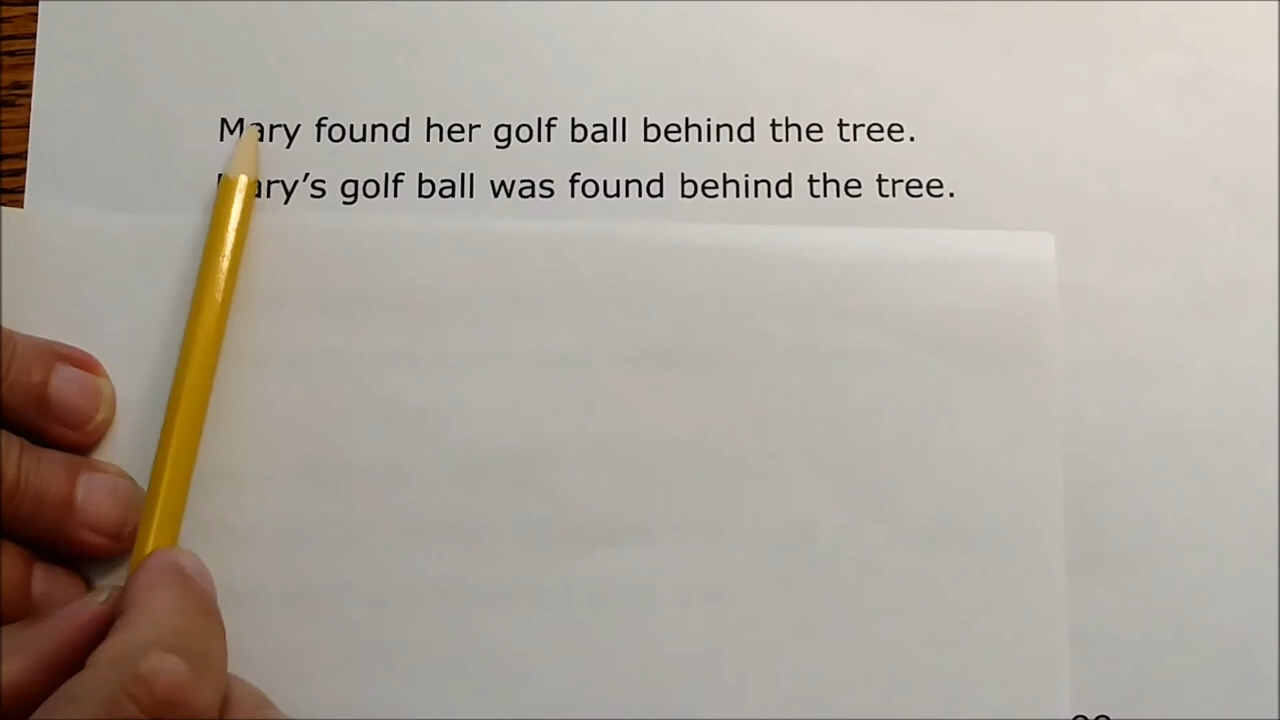 Mary found her golf ball behind the tree.
Mary’s golf ball was found behind the tree.